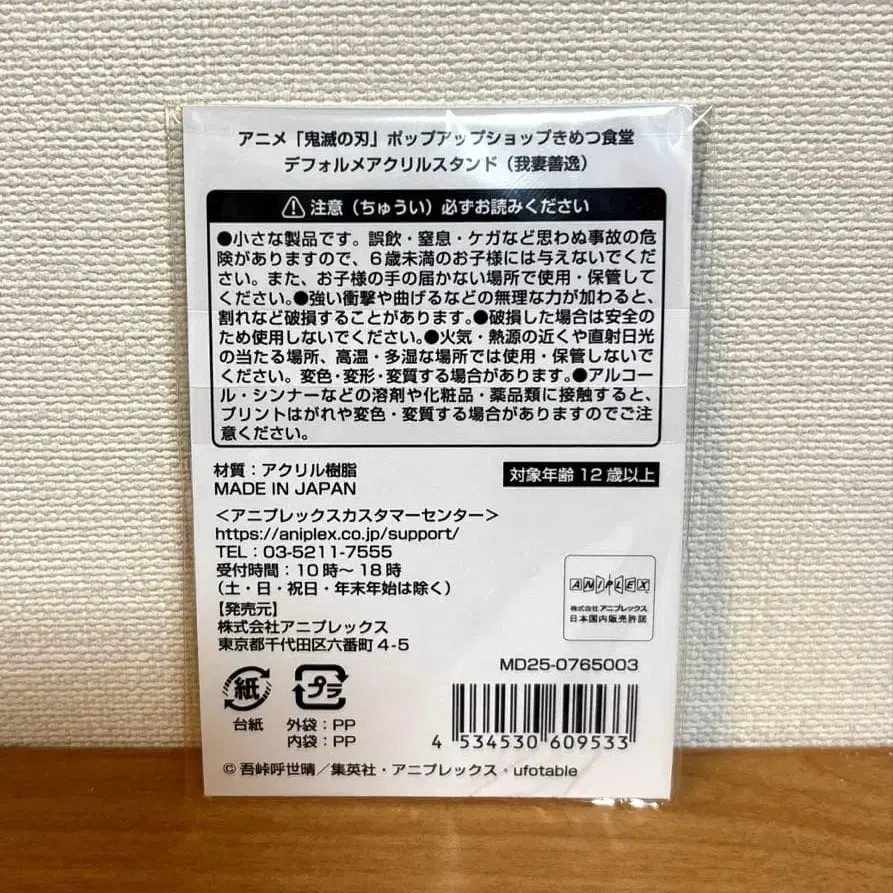 アニメ「鬼滅の刃」ポップアップショップきめつ食堂
デフォルメアクリルスタンド（我妻善逸）
⚠ 注意（ちゅうい）必ずお読みください
●小さな製品です。誤飲・窒息・ケガなど思わぬ事故の危
険がありますので、６歳未満のお子様には与えないでくだ
さい。また、お子様の手の届かない場所で使用・保管して
ください。●強い衝撃や曲げるなどの無理な力が加わると、
割れなど破損することがあります。●破損した場合は安全の
ため使用しないでください。●火気・熱源の近くや直射日光
の当たる場所、高温・多湿な場所では使用・保管しないで
ください。変色・変形・変質する場合があります。●アルコー
ル・シンナーなどの溶剤や化粧品・薬品類に接触すると、
プリントはがれや変色・変質する場合がありますのでご注
意ください。
材質：アクリル樹脂
対象年齢 12歳以上
MADE IN JAPAN
＜アニプレックスカスタマーセンター＞
https://aniplex.co.jp/support/
TEL：03-5211-7555
受付時間：10時～18時
（土・日・祝日・年末年始は除く）
【発売元】
株式会社アニプレックス
東京都千代田区六番町4-5
ANIPLEX
株式会社アニプレックス
日本国内販売許諾
MD25-0765003
紙
プラ
台紙
外袋：PP
内袋：PP
4 534530 609533
© 吾峠呼世晴／集英社・アニプレックス・ufotable